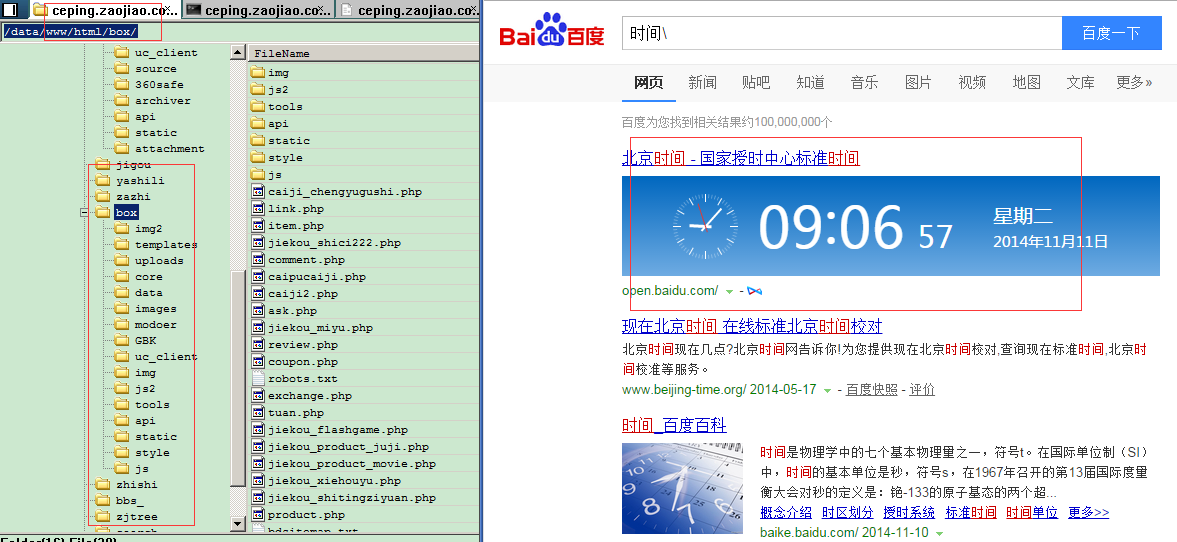 ceping.zaojiao.co...
ceping.zaojiao.co...
ceping.zaojiao.co...
/data/www/html/box/
uc_client
source
360safe
archiver
api
static
attachment
jigou
yashili
zazhi
box
img2
templates
uploads
core
data
images
modoer
GBK
uc_client
img
js2
tools
api
static
style
js
zhishi
bbs_
zjtree
FileName
img
js2
tools
api
static
style
js
caiji_chengyugushi.php
link.php
item.php
jiekou_shici222.php
comment.php
caipucaiji.php
caiji2.php
ask.php
jiekou_miyu.php
review.php
coupon.php
robots.txt
exchange.php
tuan.php
jiekou_flashgame.php
jiekou_product_juji.php
jiekou_product_movie.php
jiekou_xiehouyu.php
jiekou_shitingziyuan.php
product.php
Bai du 百度
时间\
百度一下
网页 新闻 贴吧 知道 音乐 图片 视频 地图 文库 更多»
百度为您找到相关结果约100,000,000个
北京时间 - 国家授时中心标准时间
09:06 57
星期二
2014年11月11日
open.baidu.com/ -
现在北京时间 在线标准北京时间校对
北京时间现在几点?北京时间网告诉你!为您提供现在北京时间校对,查询现在标准时间,北京时
间校准等服务。
www.beijing-time.org/ 2014-05-17 - 百度快照 - 评价
时间_百度百科
时间是物理学中的七个基本物理量之一，符号t。在国际单位制（SI）
中，时间的基本单位是秒，符号s，在1967年召开的第13届国际度量
衡大会对秒的定义是：铯-133的原子基态的两个超...
概念介绍 时区划分 授时系统 标准时间 时间单位 更多>>
baike.baidu.com/ 2014-11-10